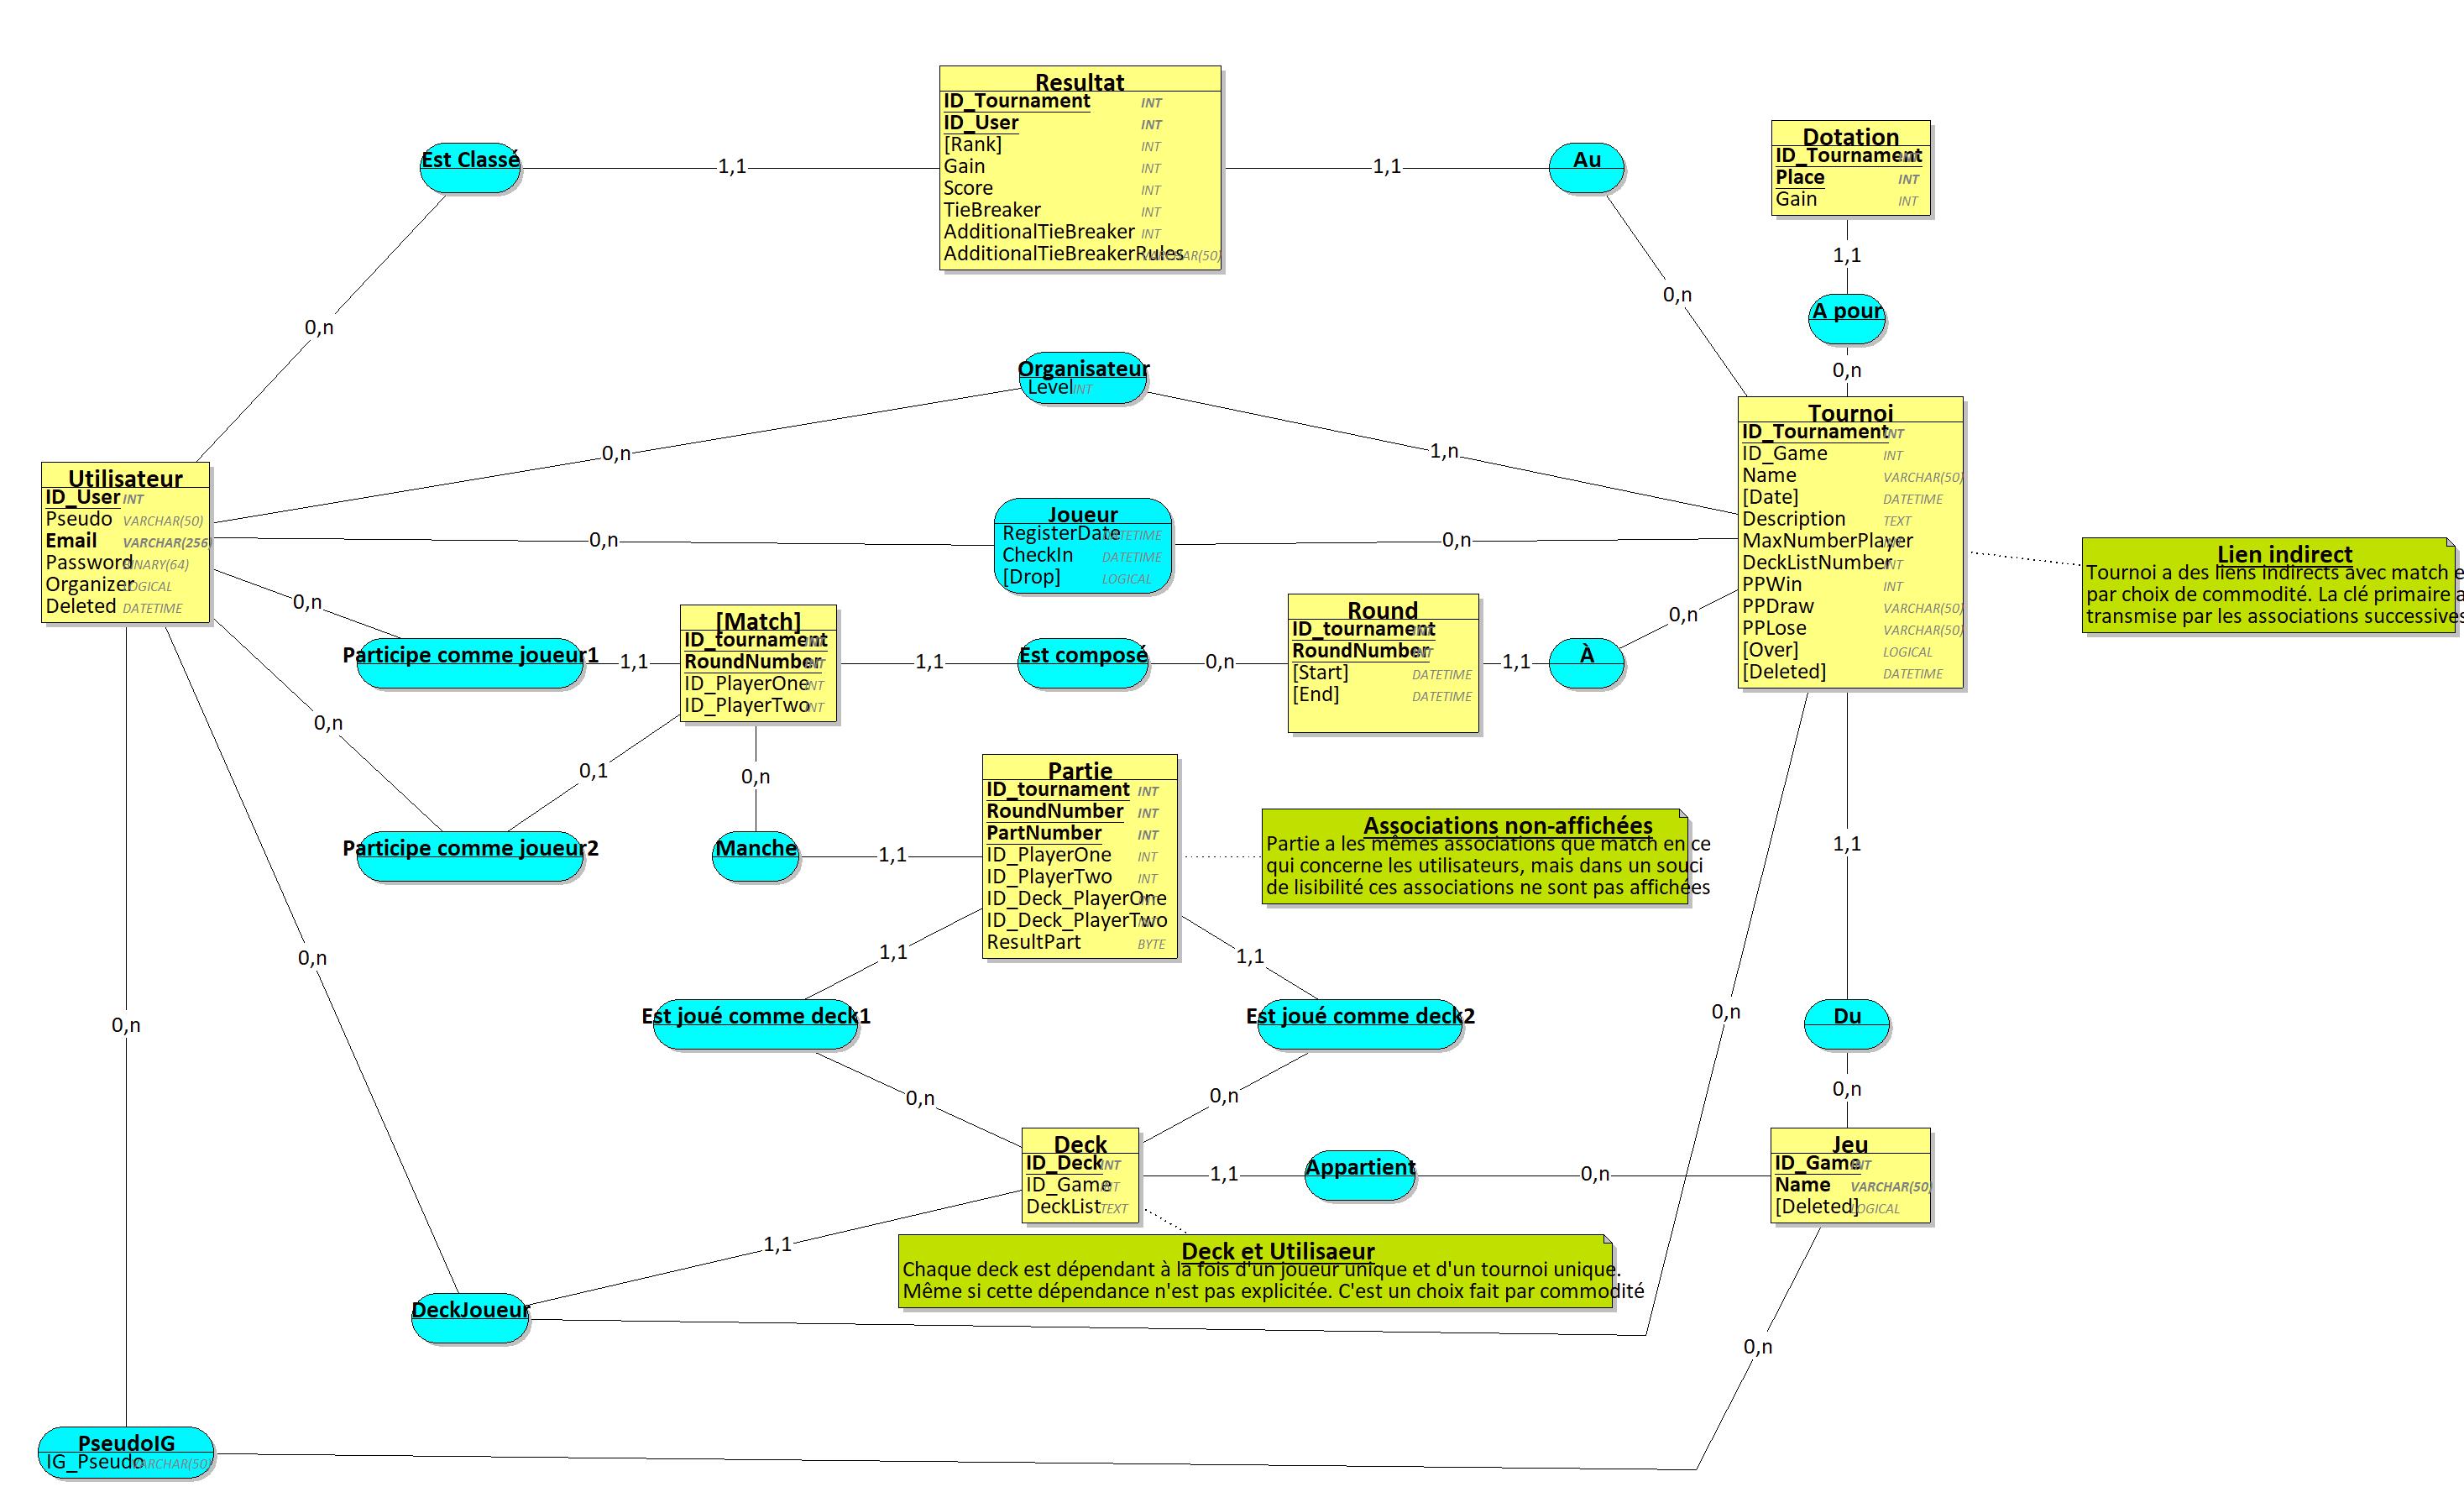 Resultat
ID_Tournament INT
ID_User INT
[Rank] INT
Gain INT
Score INT
TieBreaker INT
AdditionalTieBreaker INT
AdditionalTieBreakerRules VARCHAR(50)
Est Classé
1,1
1,1
Au
Dotation
ID_Tournament INT
Place INT
Gain INT
1,1
A pour
0,n
0,n
0,n
Organisateur
Level INT
0,n
1,n
Tournoi
ID_Tournament INT
ID_Game INT
Name VARCHAR(50)
[Date] DATETIME
Description TEXT
MaxNumberPlayer INT
DeckListNumber INT
PPWin INT
PPDraw VARCHAR(50)
PPLose VARCHAR(50)
[Over] LOGICAL
[Deleted] DATETIME
Utilisateur
ID_User INT
Pseudo VARCHAR(50)
Email VARCHAR(256)
Password BINARY(64)
Organizer LOGICAL
Deleted DATETIME
Joueur
RegisterDate DATETIME
CheckIn DATETIME
[Drop] LOGICAL
0,n
0,n
Lien indirect
Tournoi a des liens indirects avec match e
par choix de commodité. La clé primaire a
transmise par les associations successives
0,n
Participe comme joueur1
1,1
[Match]
ID_tournament INT
RoundNumber INT
ID_PlayerOne INT
ID_PlayerTwo INT
1,1
Est composé
0,n
Round
ID_tournament INT
RoundNumber INT
[Start] DATETIME
[End] DATETIME
1,1
À
0,n
0,n
0,1
Participe comme joueur2
0,n
Manche
1,1
Partie
ID_tournament INT
RoundNumber INT
PartNumber INT
ID_PlayerOne INT
ID_PlayerTwo INT
ID_Deck_PlayerOne INT
ID_Deck_PlayerTwo INT
ResultPart BYTE
Associations non-affichées
Partie a les mêmes associations que match en ce
qui concerne les utilisateurs, mais dans un souci
de lisibilité ces associations ne sont pas affichées
1,1
0,n
1,1
1,1
0,n
0,n
Est joué comme deck1
Est joué comme deck2
Du
0,n
0,n
0,n
0,n
Deck
ID_Deck INT
ID_Game INT
DeckList TEXT
1,1
Appartient
0,n
Jeu
ID_Game INT
Name VARCHAR(50)
[Deleted] LOGICAL
1,1
Deck et Utilisaeur
Chaque deck est dépendant à la fois d'un joueur unique et d'un tournoi unique.
Même si cette dépendance n'est pas explicitée. C'est un choix fait par commodité
DeckJoueur
0,n
PseudoIG
IG_Pseudo VARCHAR(50)